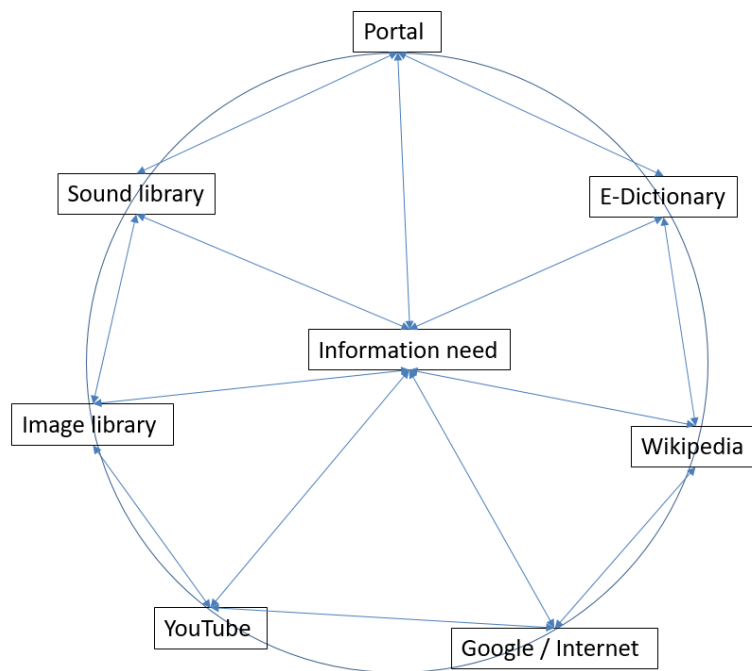 Portal
Sound library
E-Dictionary
Information need
Image library
Wikipedia
YouTube
Google / Internet